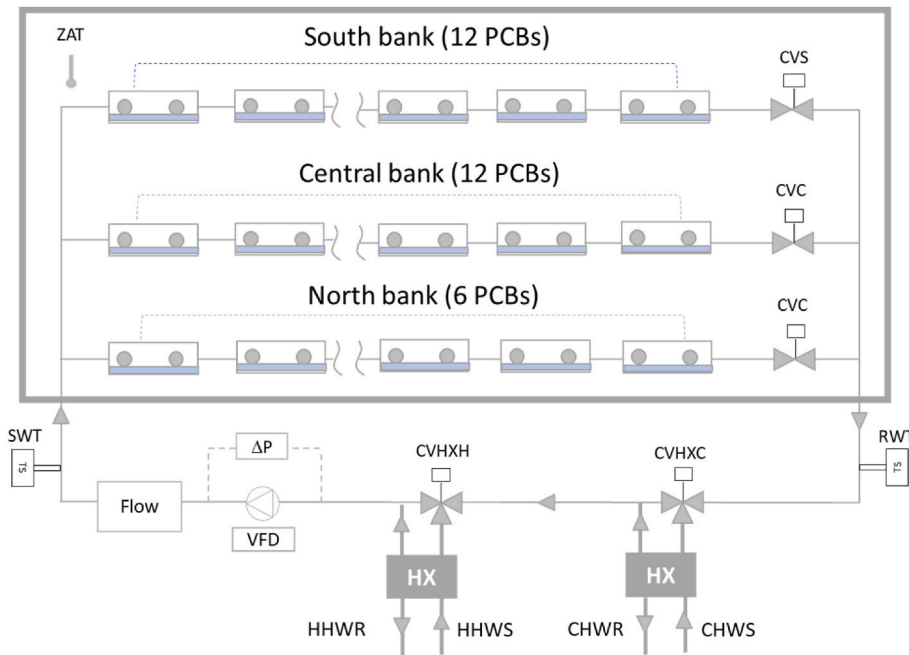 ZAT
South bank (12 PCBs)
CVS
Central bank (12 PCBs)
CVC
North bank (6 PCBs)
CVC
SWT
TS
ΔP
CVHXH
CVHXC
RWT
TS
Flow
VFD
HX
HX
HHWR
HHWS
CHWR
CHWS